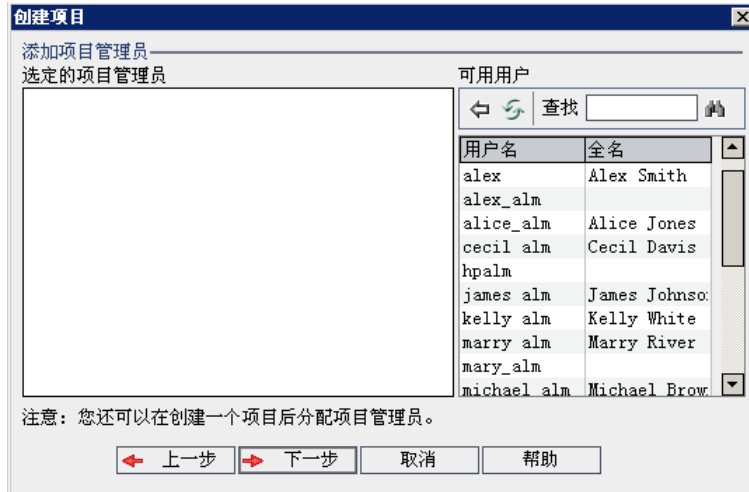 创建项目
添加项目管理员
选定的项目管理员
可用用户
查找
用户名 全名
alex Alex Smith
alex_alm
alice_alm Alice Jones
cecil alm Cecil Davis
hpalm
james alm James Johnso
kelly alm Kelly White
marry alm Marry River
mary_alm
michael alm Michael Brow
注意：您还可以在创建一个项目后分配项目管理员。
上一步 下一步 取消 帮助